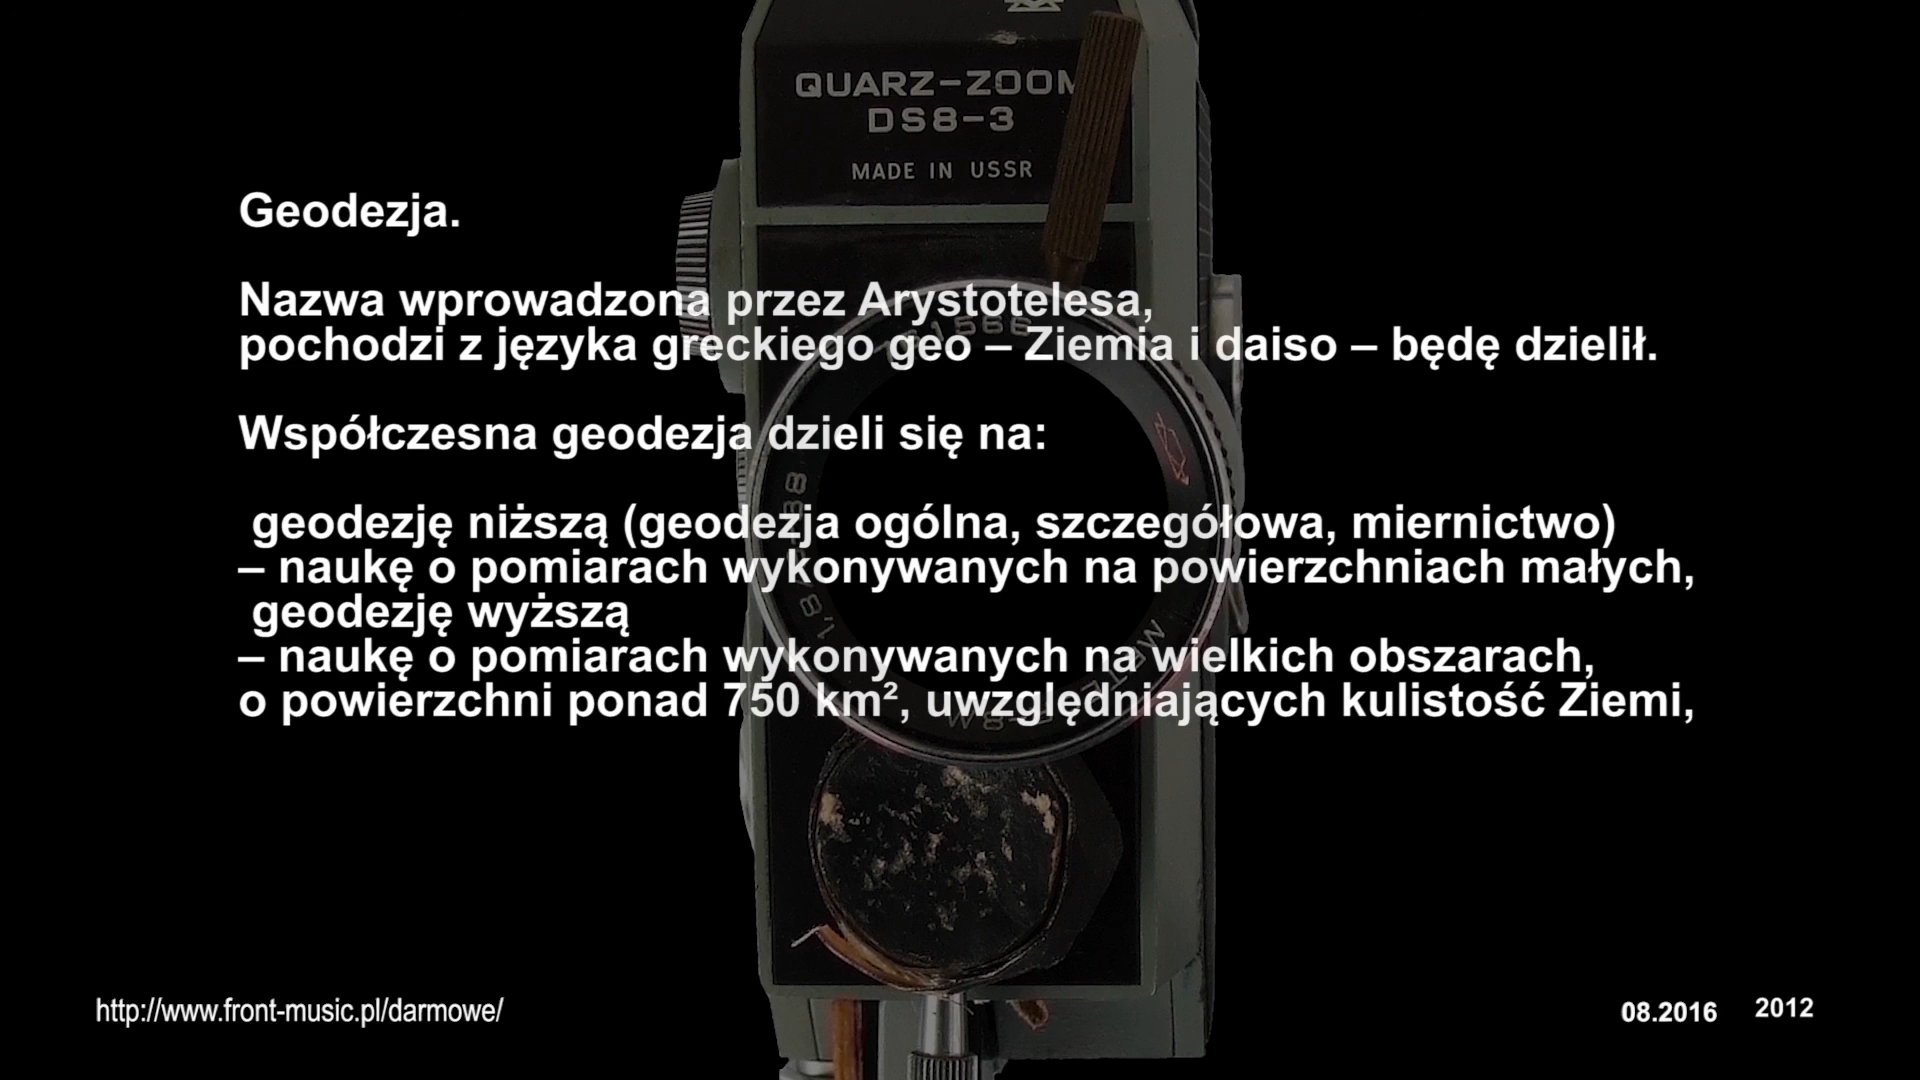 QUARZ-ZOOM
DS8-3
MADE IN USSR
Geodezja.
Nazwa wprowadzona przez Arystotelesa,
pochodzi z języka greckiego geo – Ziemia i daiso – będę dzielił.
Współczesna geodezja dzieli się na:
geodezję niższą (geodezja ogólna, szczegółowa, miernictwo)
– naukę o pomiarach wykonywanych na powierzchniach małych,
geodezję wyższą
– naukę o pomiarach wykonywanych na wielkich obszarach,
o powierzchni ponad 750 km², uwzględniających kulistość Ziemi,
http://www.front-music.pl/darmowe/
08.2016
2012